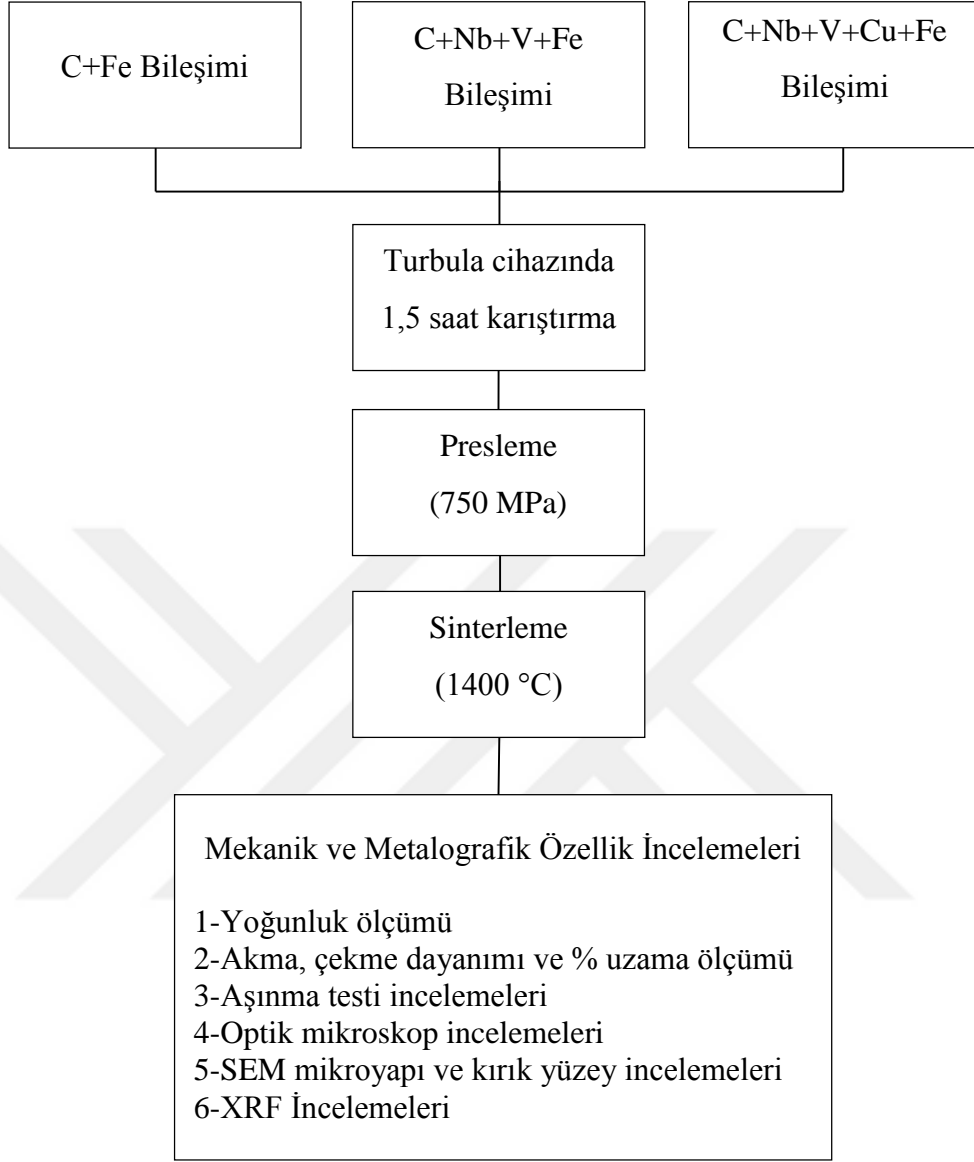 C+Fe Bileşimi
C+Nb+V+Fe
Bileşimi
C+Nb+V+Cu+Fe
Bileşimi
Turbula cihazında
1,5 saat karıştırma
Presleme
(750 MPa)
Sinterleme
(1400 °C)
Mekanik ve Metalografik Özellik İncelemeleri
1-Yoğunluk ölçümü
2-Akma, çekme dayanımı ve % uzama ölçümü
3-Aşınma testi incelemeleri
4-Optik mikroskop incelemeleri
5-SEM mikroyapı ve kırık yüzey incelemeleri
6-XRF İncelemeleri